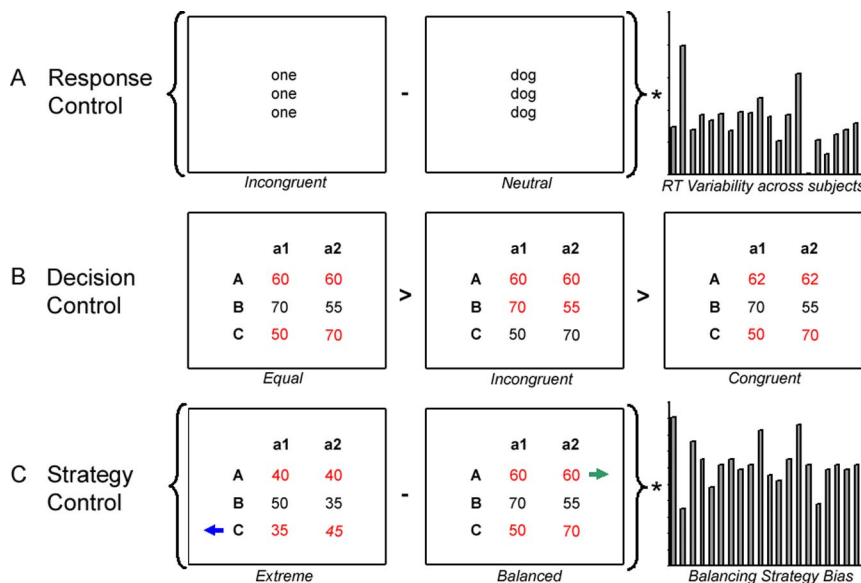 A Response Control
one
one
one
Incongruent
-
dog
dog
dog
Neutral
*
RT Variability across subjects
B Decision Control
a1 a2
A 60 60
B 70 55
C 50 70
Equal
>
a1 a2
A 60 60
B 70 55
C 50 70
Incongruent
>
a1 a2
A 62 62
B 70 55
C 50 70
Congruent
C Strategy Control
a1 a2
A 40 40
B 50 35
C 35 45
Extreme
-
a1 a2
A 60 60
B 70 55
C 50 70
Balanced
*
Balancing Strategy Bias